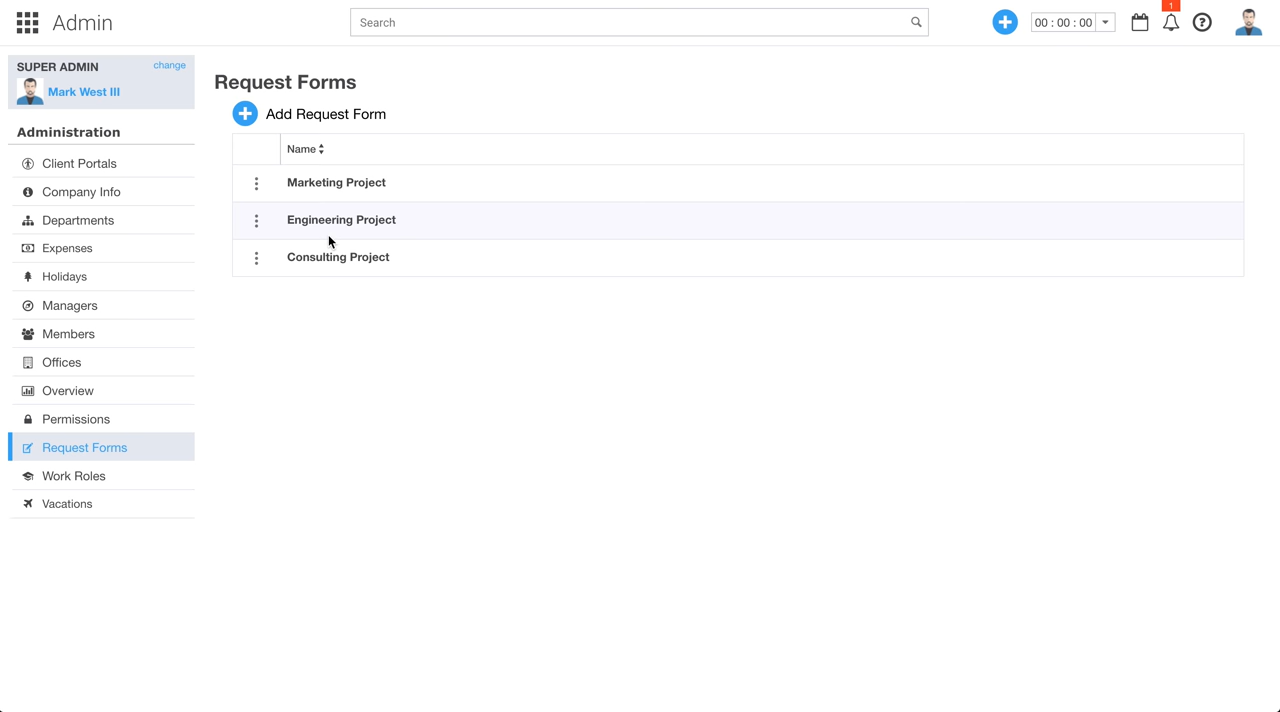 Admin
Search
00 : 00 : 00
1
SUPER ADMIN
change
Mark West III
Administration
Client Portals
Company Info
Departments
Expenses
Holidays
Managers
Members
Offices
Overview
Permissions
Request Forms
Work Roles
Vacations
Request Forms
Add Request Form
Name
Marketing Project
Engineering Project
Consulting Project